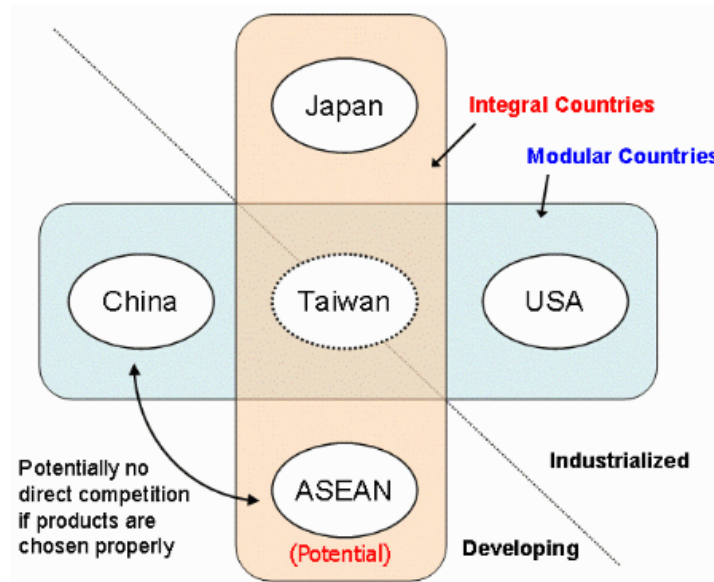 Japan
Integral Countries
Modular Countries
China
Taiwan
USA
Potentially no
direct competition
if products are
chosen properly
ASEAN
(Potential)
Industrialized
Developing